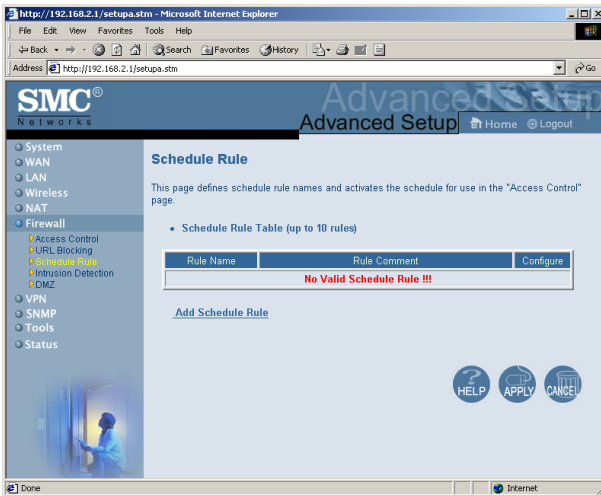 http://192.168.2.1/setupa.stm - Microsoft Internet Explorer
File Edit View Favorites Tools Help
Back Search Favorites History
Address http://192.168.2.1/setupa.stm Go
SMC®
Networks
Advanced Setup
Advanced Setup
Home Logout
System
WAN
LAN
Wireless
NAT
Firewall
Access Control
URL Blocking
Schedule Rule
Intrusion Detection
DMZ
VPN
SNMP
Tools
Status
Schedule Rule
This page defines schedule rule names and activates the schedule for use in the "Access Control"
page.
• Schedule Rule Table (up to 10 rules)
Rule Name Rule Comment Configure
No Valid Schedule Rule !!!
Add Schedule Rule
HELP APPLY CANCEL
Done Internet